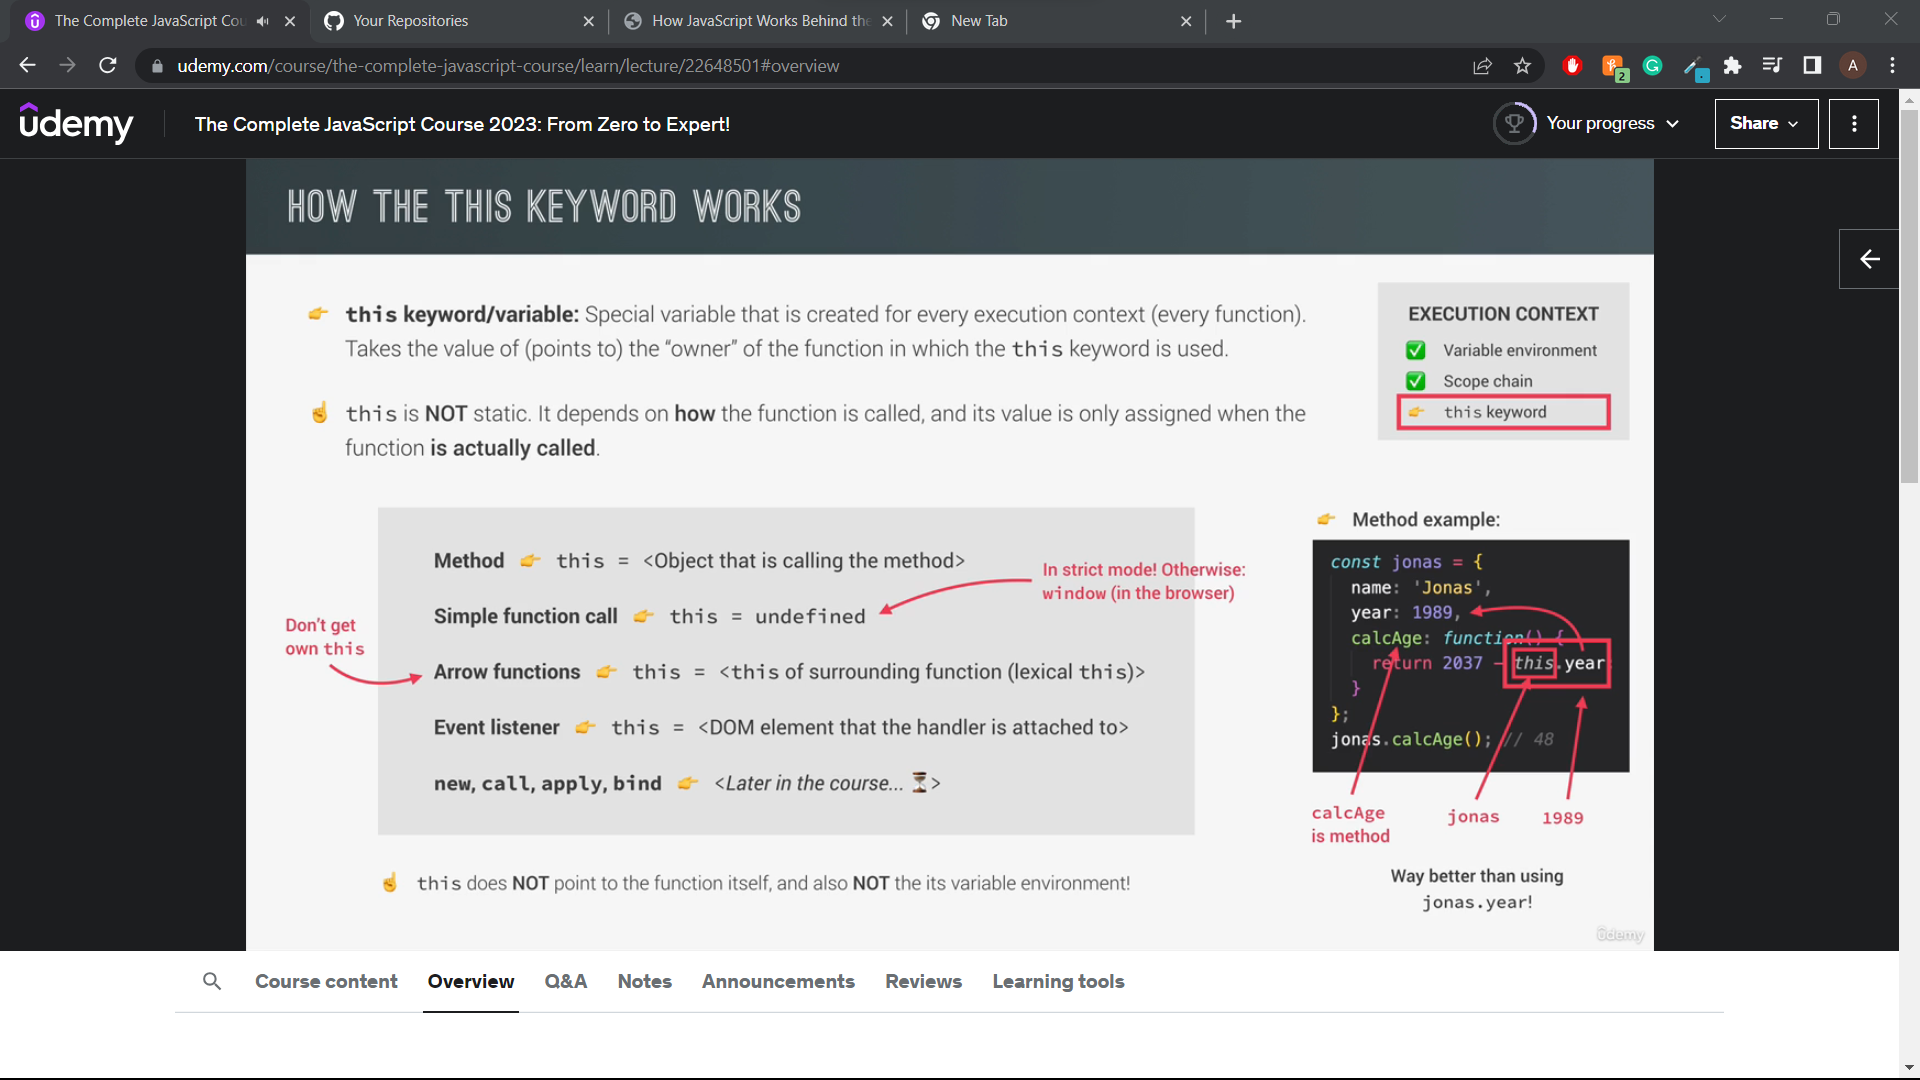 The Complete JavaScript Cou
Your Repositories
How JavaScript Works Behind the
New Tab
udemy.com/course/the-complete-javascript-course/learn/lecture/22648501#overview
2
A
ûdemy
The Complete JavaScript Course 2023: From Zero to Expert!
Your progress
Share
HOW THE THIS KEYWORD WORKS
this keyword/variable: Special variable that is created for every execution context (every function).
Takes the value of (points to) the “owner” of the function in which the this keyword is used.
this is NOT static. It depends on how the function is called, and its value is only assigned when the
function is actually called.
EXECUTION CONTEXT
Variable environment
Scope chain
this keyword
Method this = <Object that is calling the method>
Simple function call this = undefined
Arrow functions this = <this of surrounding function (lexical this)>
Event listener this = <DOM element that the handler is attached to>
new, call, apply, bind <Later in the course... >
In strict mode! Otherwise:
window (in the browser)
Don’t get
own this
this does NOT point to the function itself, and also NOT the its variable environment!
Method example:
const jonas = {
name: 'Jonas',
year: 1989,
calcAge: function() {
return 2037 - this.year
}
};
jonas.calcAge(); // 48
calcAge
is method
jonas
1989
Way better than using
jonas.year!
ûdemy
Course content
Overview
Q&A
Notes
Announcements
Reviews
Learning tools